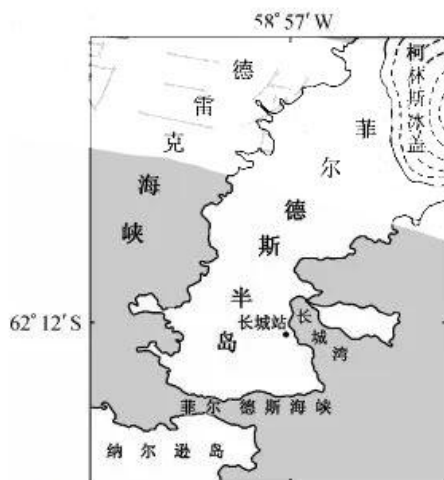 58°57′W
德雷克海峡
柯林斯冰盖
菲尔德斯半岛
62°12′S
长城站
长城湾
菲尔德斯海峡
纳尔逊岛